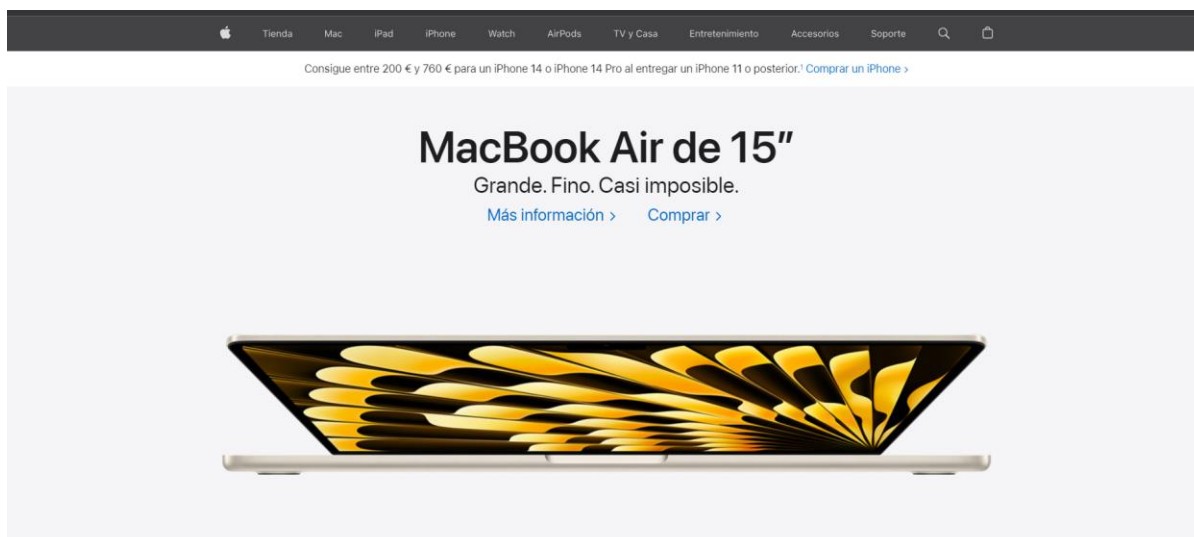 Tienda Mac iPad iPhone Watch AirPods TV y Casa Entretenimiento Accesorios Soporte
Consigue entre 200 € y 760 € para un iPhone 14 o iPhone 14 Pro al entregar un iPhone 11 o posterior.¹ Comprar un iPhone >
MacBook Air de 15″
Grande. Fino. Casi imposible.
Más información > Comprar >